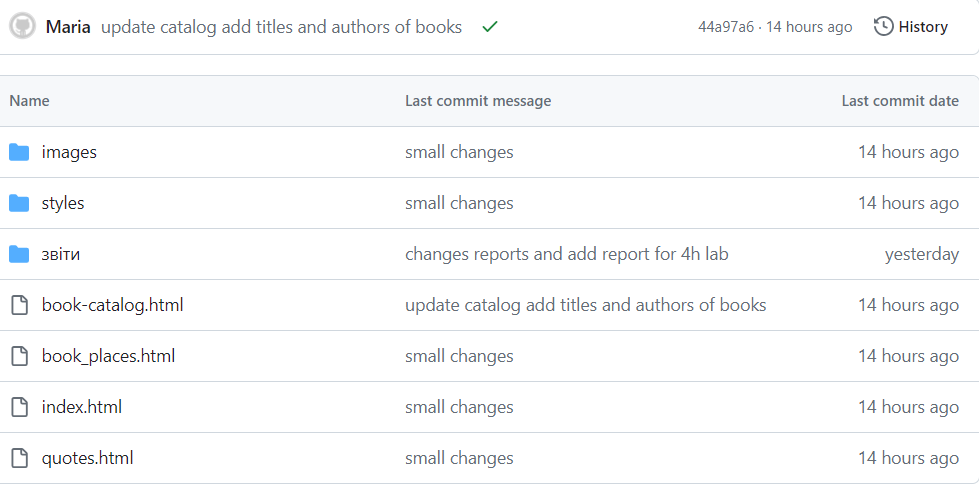 Maria update catalog add titles and authors of books 44a97a6 · 14 hours ago History
Name Last commit message Last commit date
images small changes 14 hours ago
styles small changes 14 hours ago
звіти changes reports and add report for 4h lab yesterday
book-catalog.html update catalog add titles and authors of books 14 hours ago
book_places.html small changes 14 hours ago
index.html small changes 14 hours ago
quotes.html small changes 14 hours ago